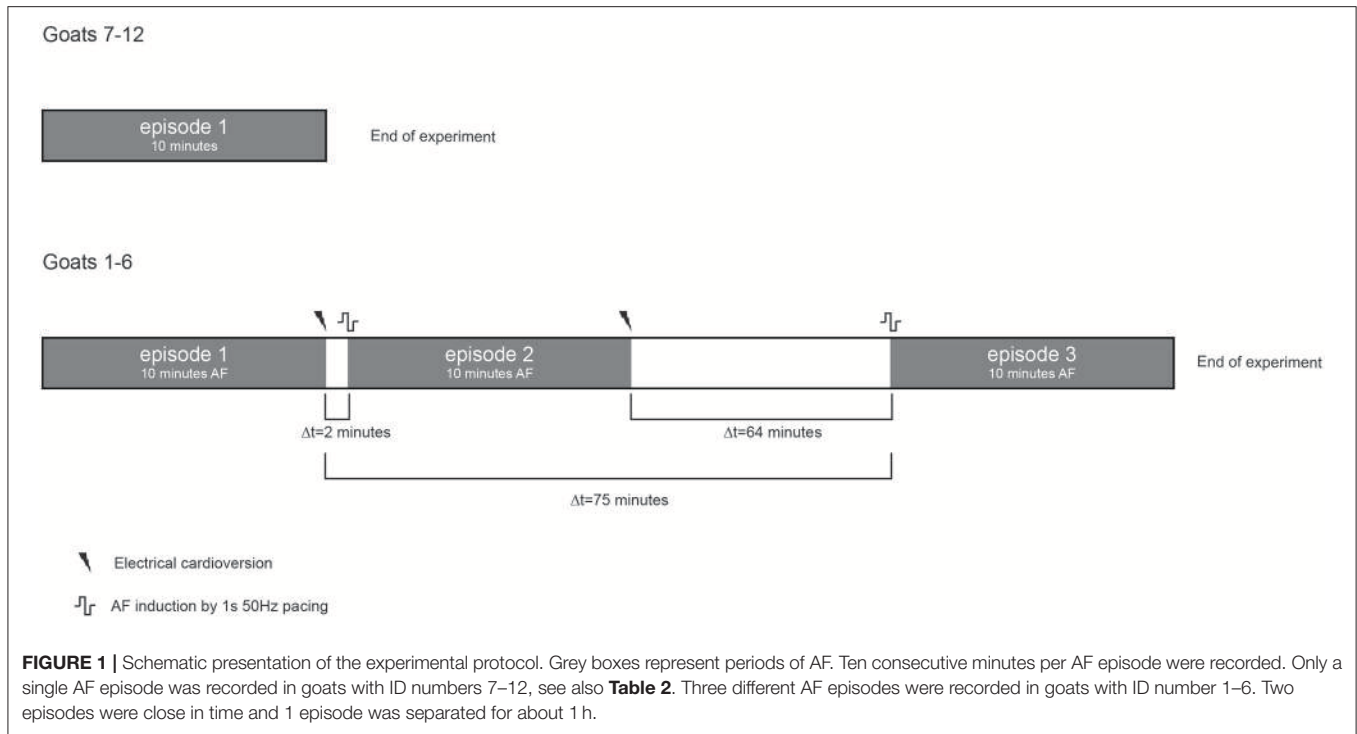 Goats 7-12
episode 1
10 minutes
End of experiment
Goats 1-6
episode 1
10 minutes AF
episode 2
10 minutes AF
episode 3
10 minutes AF
End of experiment
Δt=2 minutes
Δt=64 minutes
Δt=75 minutes
Electrical cardioversion
AF induction by 1s 50Hz pacing
FIGURE 1 | Schematic presentation of the experimental protocol. Grey boxes represent periods of AF. Ten consecutive minutes per AF episode were recorded. Only a
single AF episode was recorded in goats with ID numbers 7–12, see also Table 2. Three different AF episodes were recorded in goats with ID number 1–6. Two
episodes were close in time and 1 episode was separated for about 1 h.